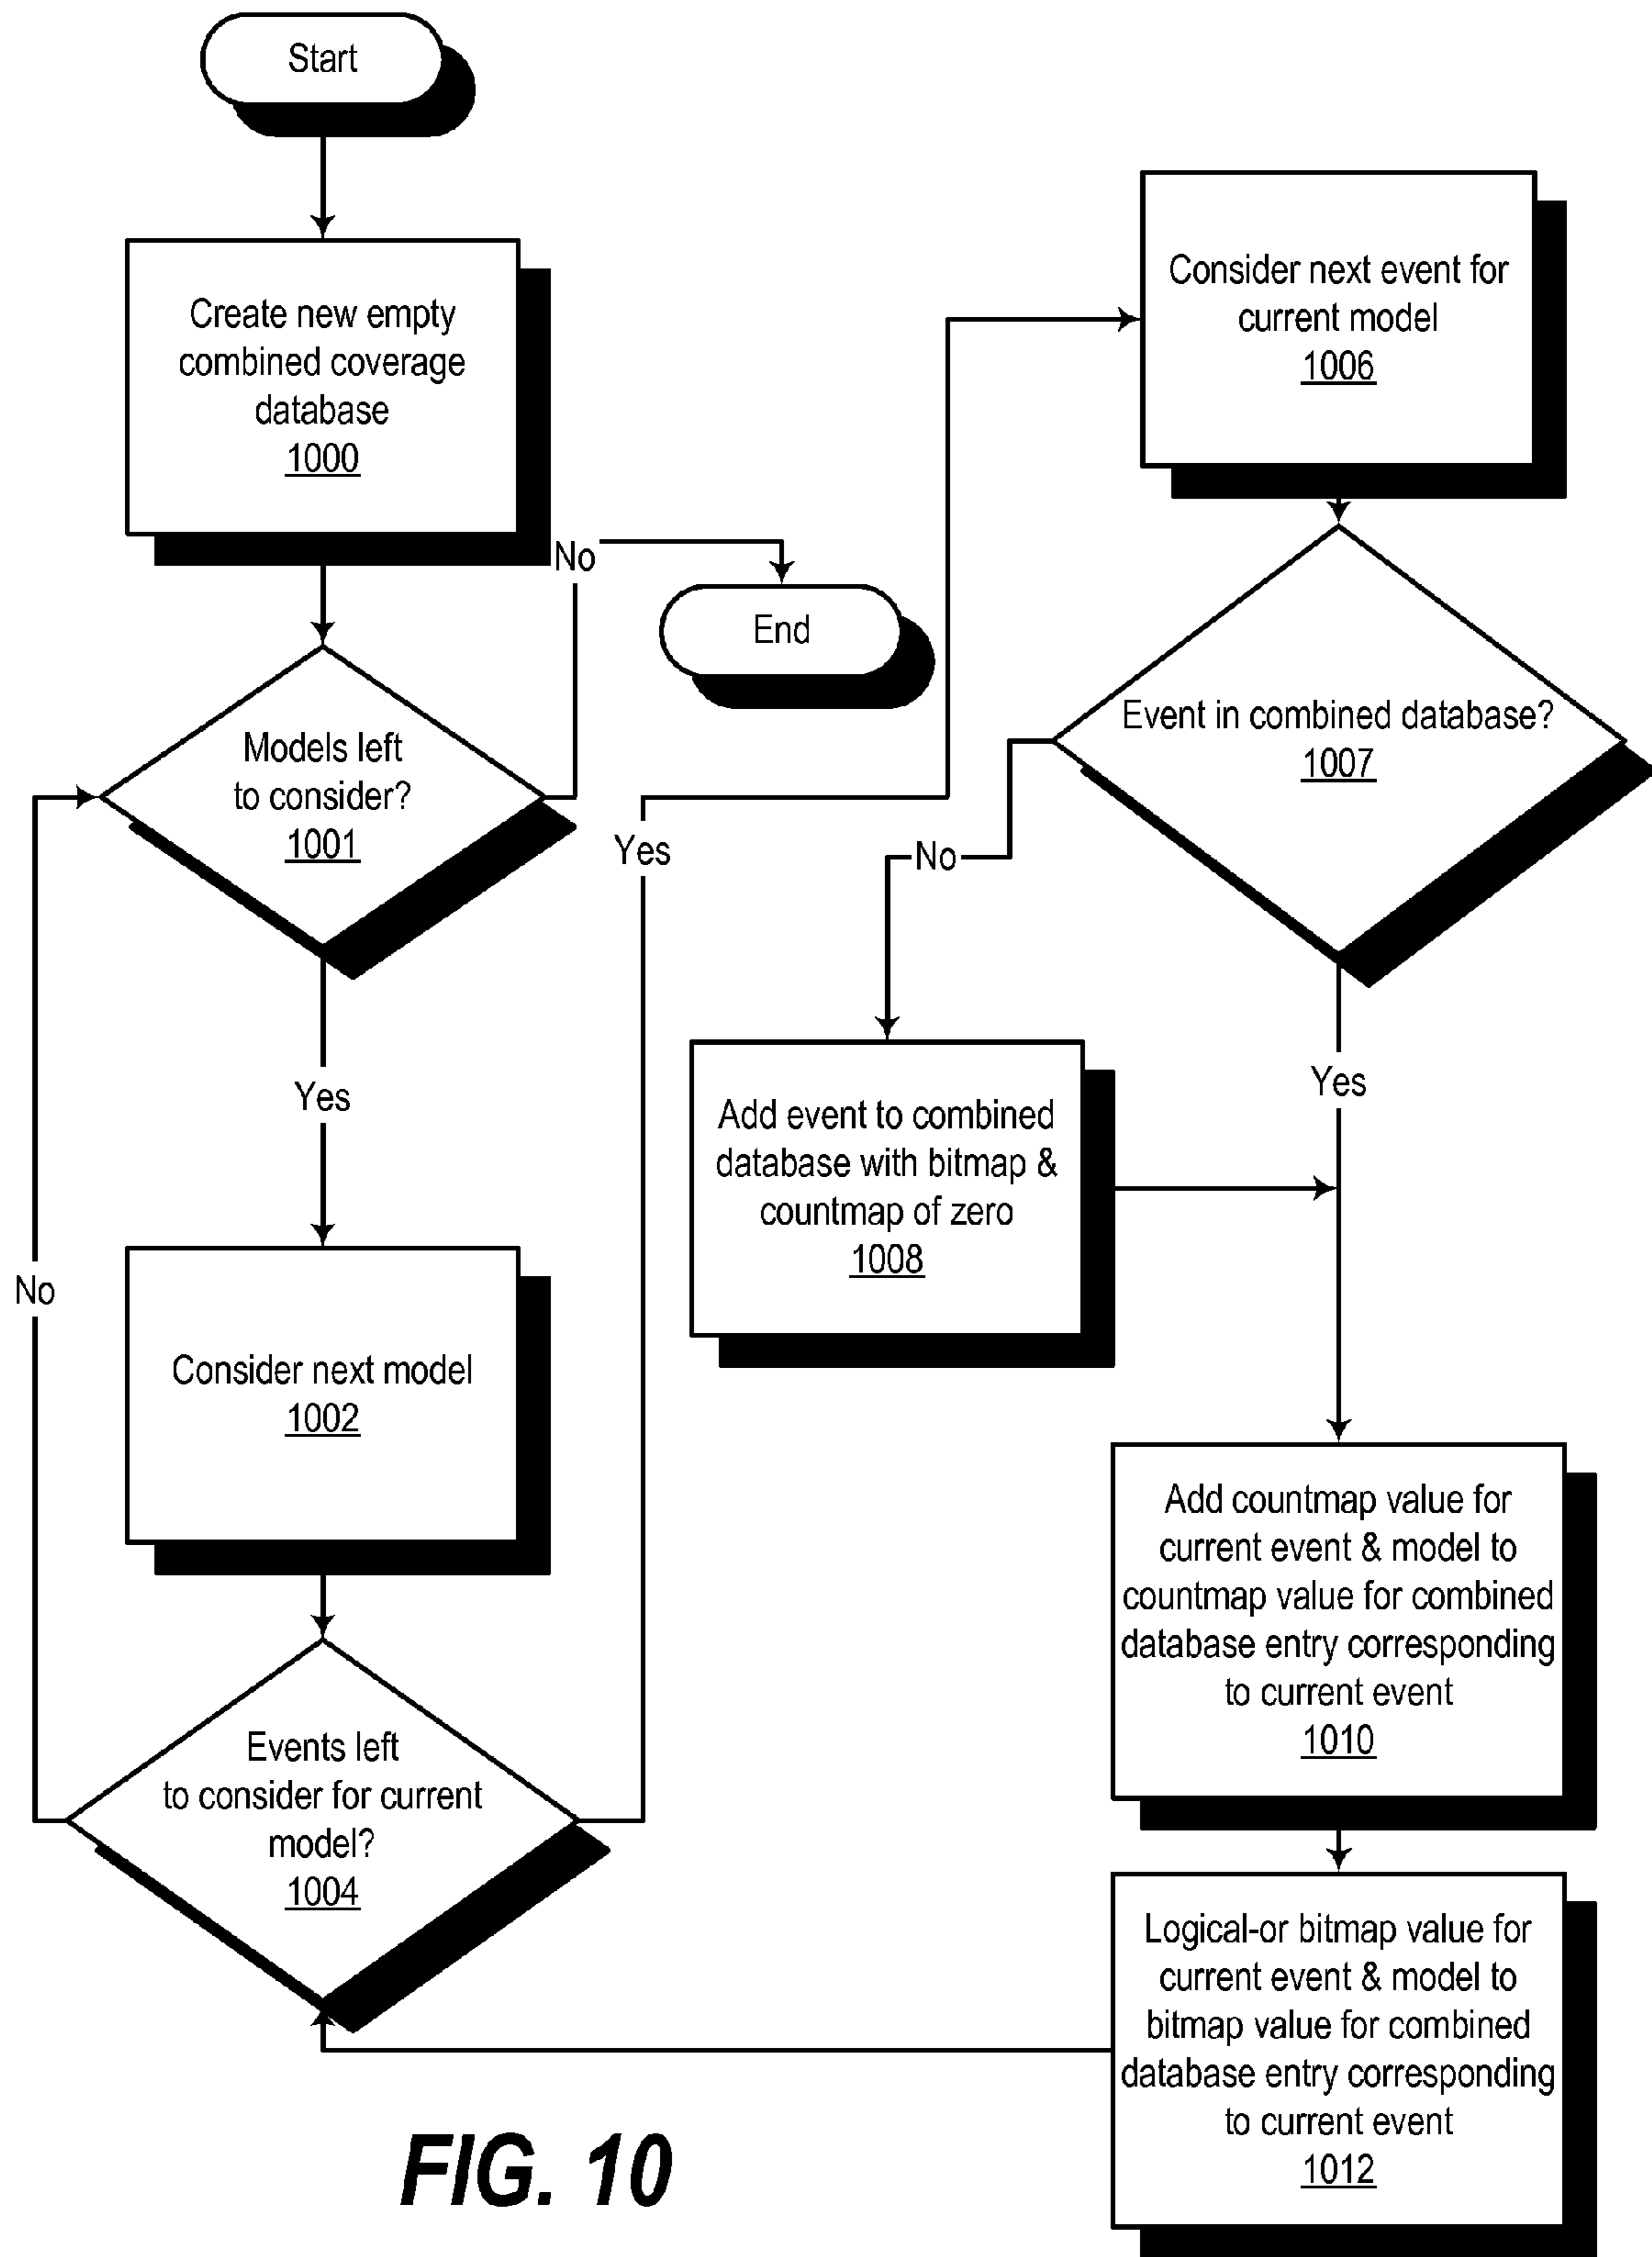 Start
Create new empty
combined coverage
database
1000
No
End
Models left
to consider?
1001
Yes
Consider next model
1002
No
Events left
to consider for current
model?
1004
Yes
Consider next event for
current model
1006
Event in combined database?
1007
No
Add event to combined
database with bitmap &
countmap of zero
1008
Yes
Add countmap value for
current event & model to
countmap value for combined
database entry corresponding
to current event
1010
Logical-or bitmap value for
current event & model to
bitmap value for combined
database entry corresponding
to current event
1012
FIG. 10